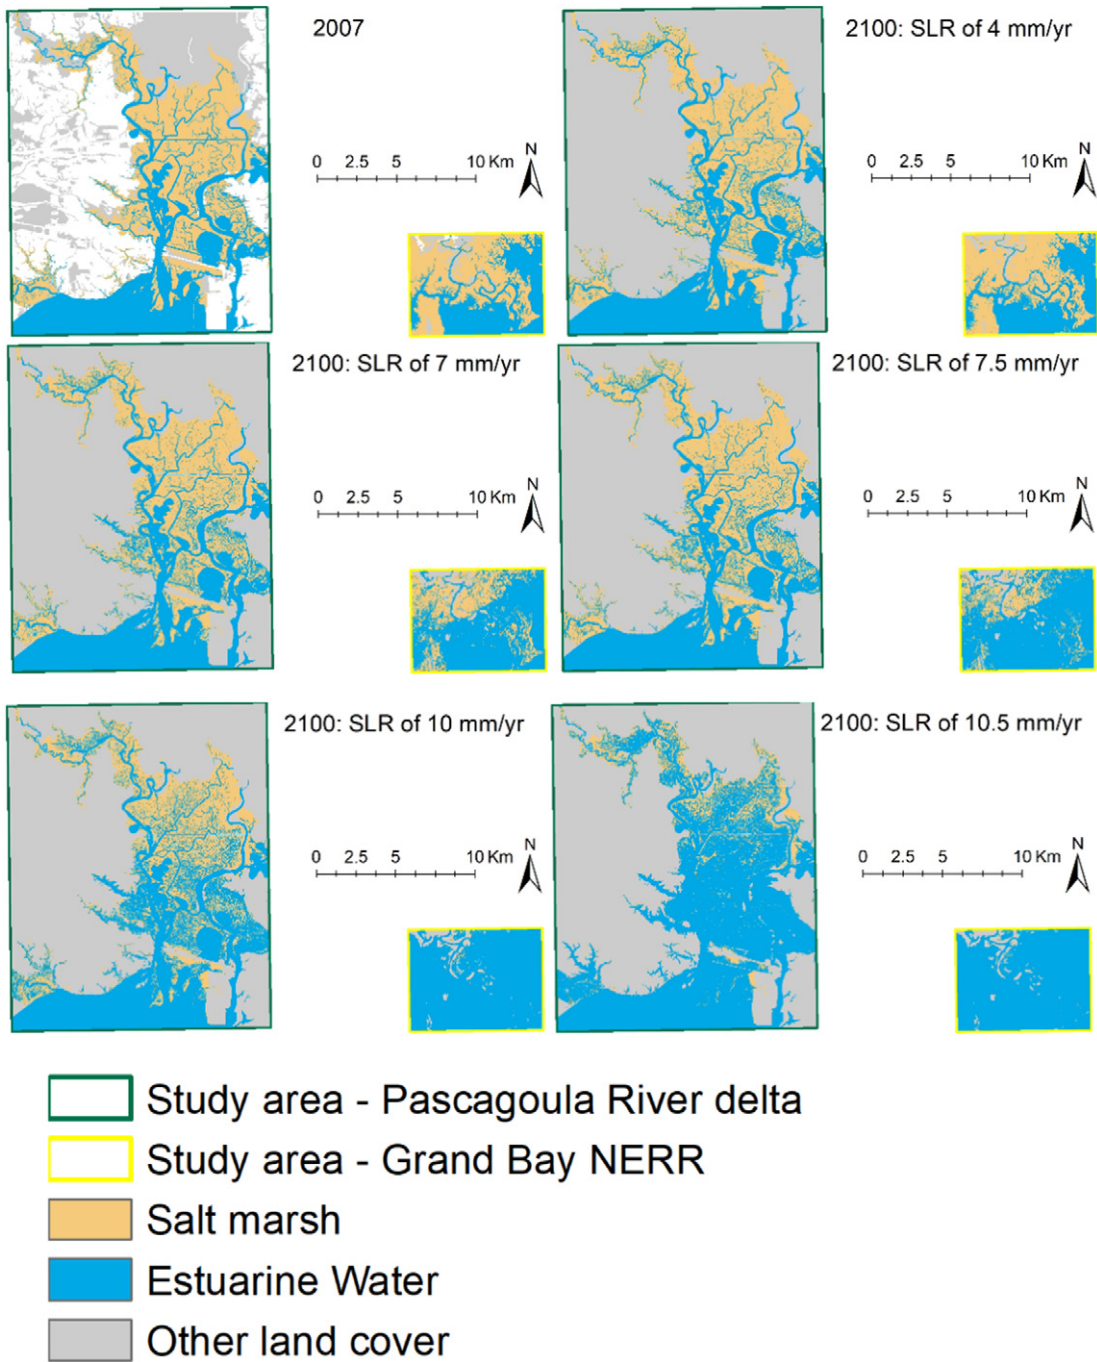 2007
2100: SLR of 4 mm/yr
N
0 2.5 5 10 Km
N
0 2.5 5 10 Km
2100: SLR of 7 mm/yr
2100: SLR of 7.5 mm/yr
N
0 2.5 5 10 Km
N
0 2.5 5 10 Km
2100: SLR of 10 mm/yr
2100: SLR of 10.5 mm/yr
N
0 2.5 5 10 Km
N
0 2.5 5 10 Km
Study area - Pascagoula River delta
Study area - Grand Bay NERR
Salt marsh
Estuarine Water
Other land cover